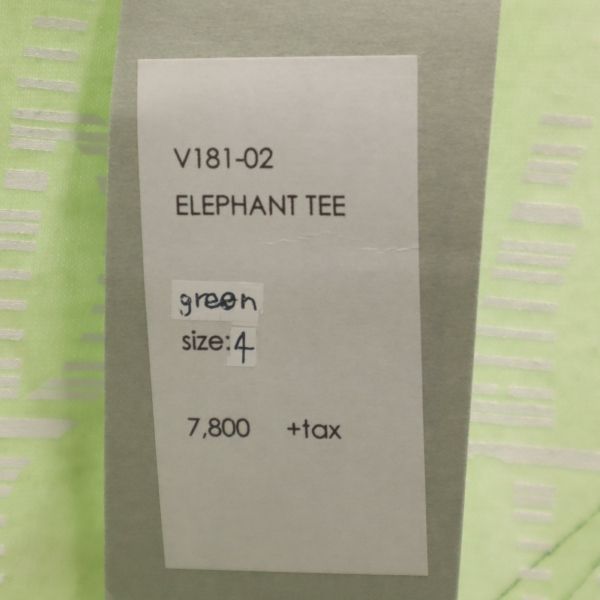 V181-02
ELEPHANT TEE
green
size:4
7,800 +tax